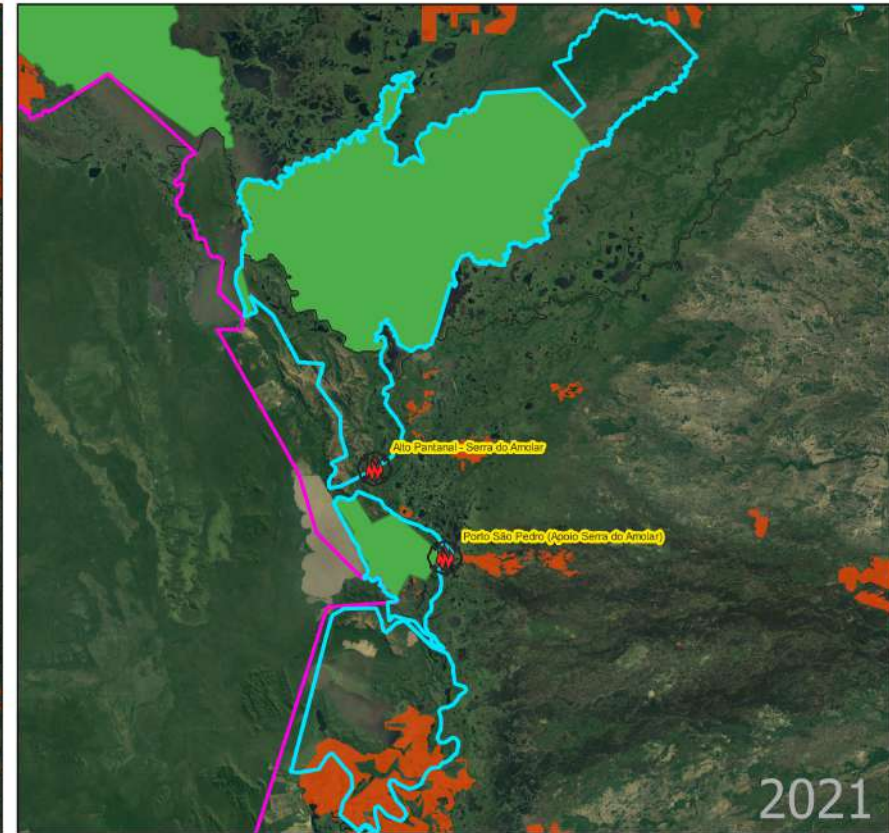 Alto Pantanal - Serra do Amolar
Porto São Pedro (Apoio Serra do Amolar)
2021